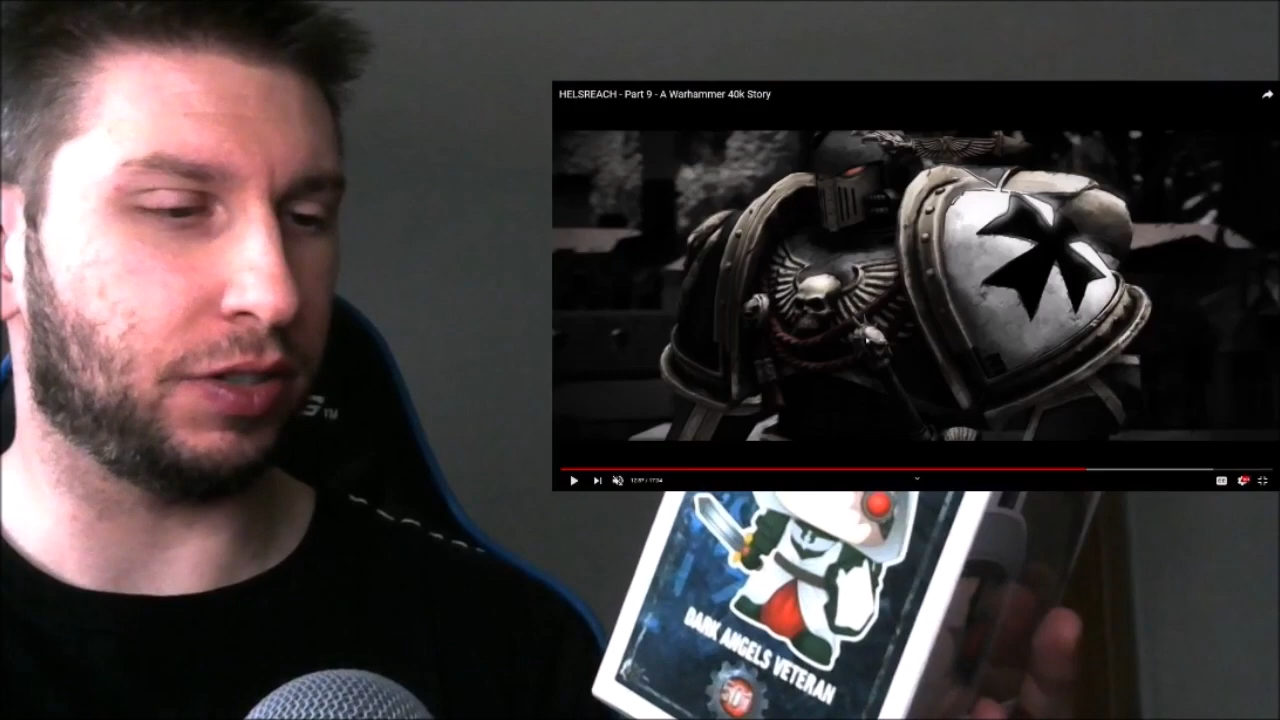 HELSREACH - Part 9 - A Warhammer 40k Story
DARK ANGELS VETERAN